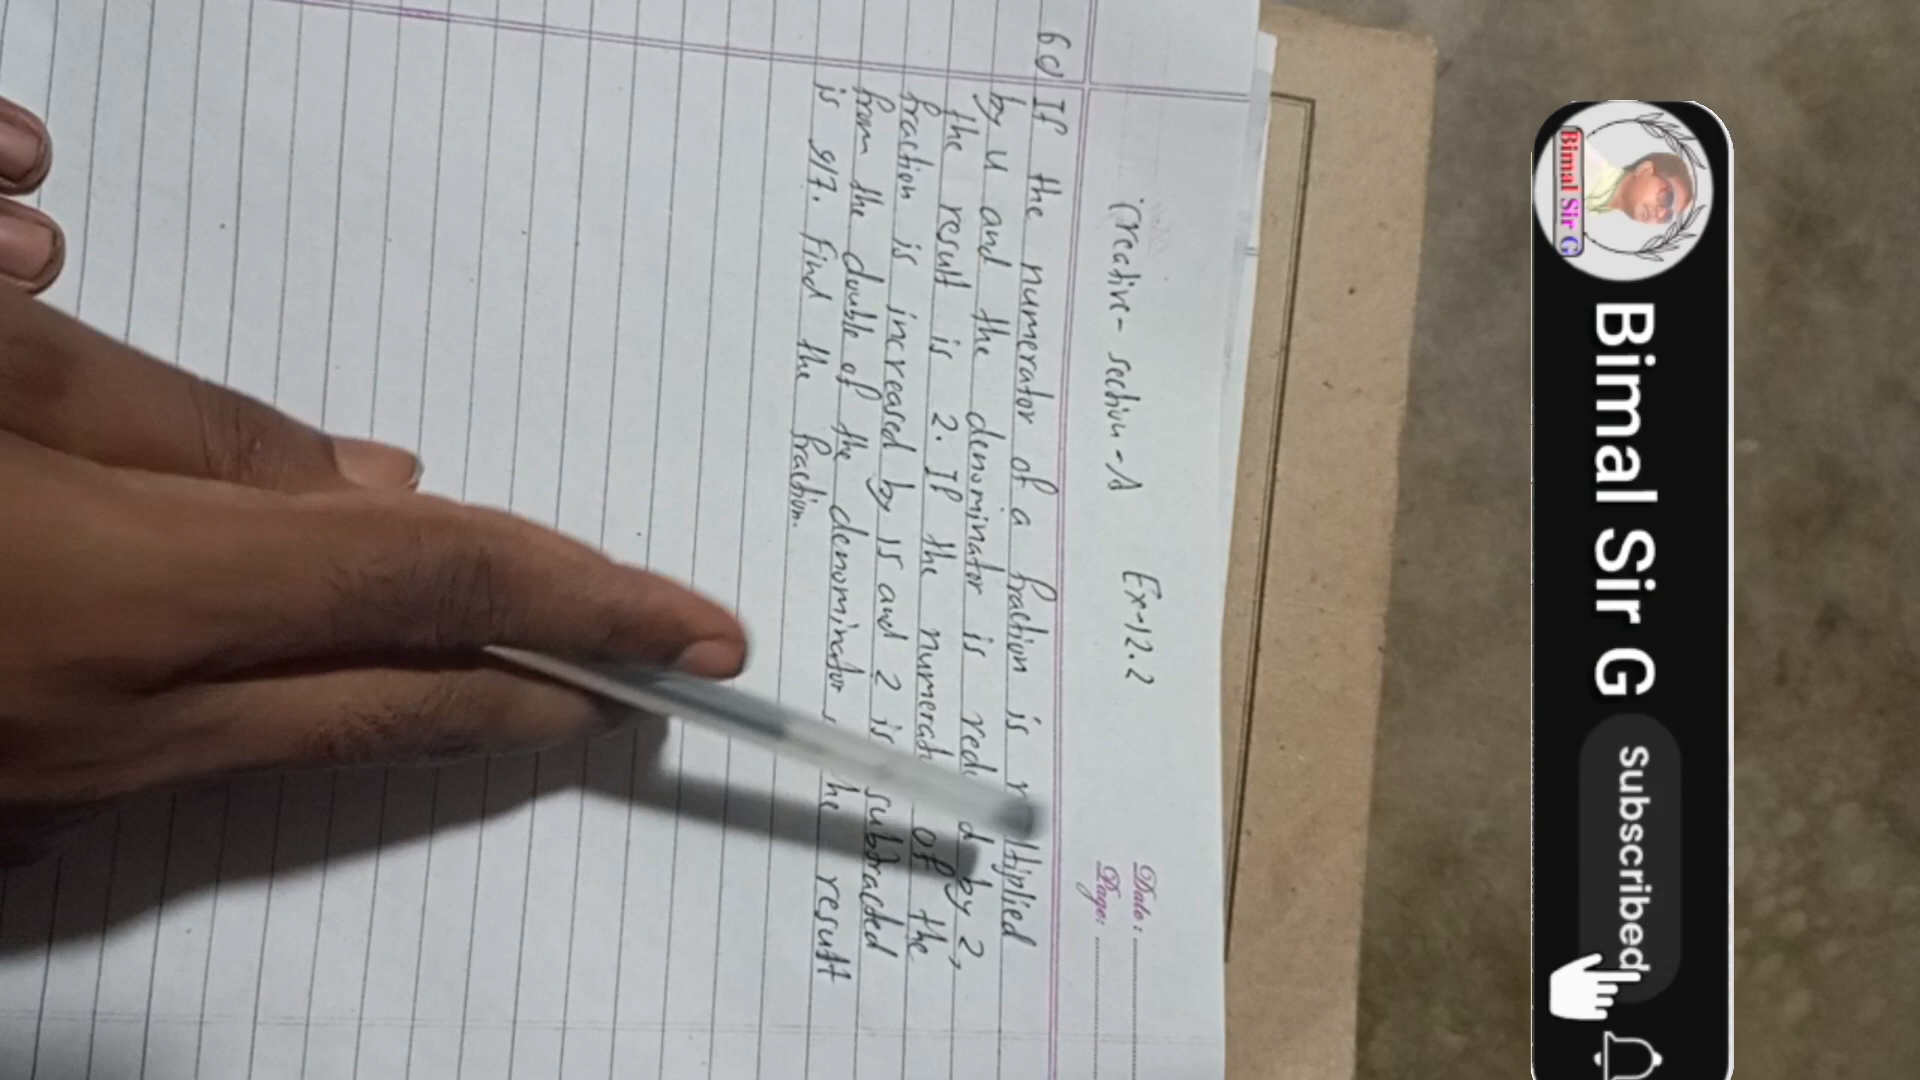 Creative - section - A Ex-12.2
Date:
Page:
6c) If the numerator of a fraction is multiplied
by 4 and the denominator is reduced by 2,
the result is 2. If the numerator of the
fraction is increased by 15 and 2 is subtracted
from the double of the denominator, the result
is 9/7. Find the fraction.
Bimal Sir G
Bimal Sir G
Subscribed